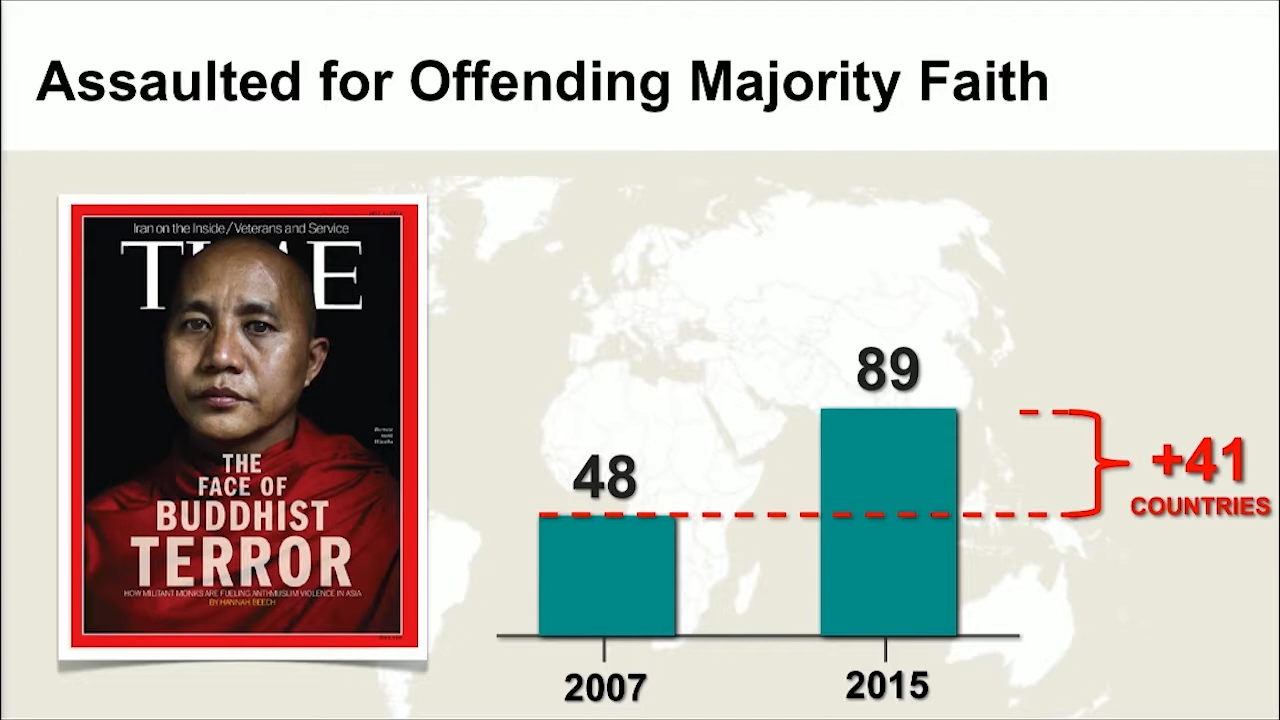 Assaulted for Offending Majority Faith
Iran on the Inside/Veterans and Service
TIME
THE
FACE OF
BUDDHIST
TERROR
HOW MILITANT MONKS ARE FUELING ANTI-MUSLIM VIOLENCE IN ASIA
BY HANNAH BEECH
89
48
+41
COUNTRIES
2007
2015